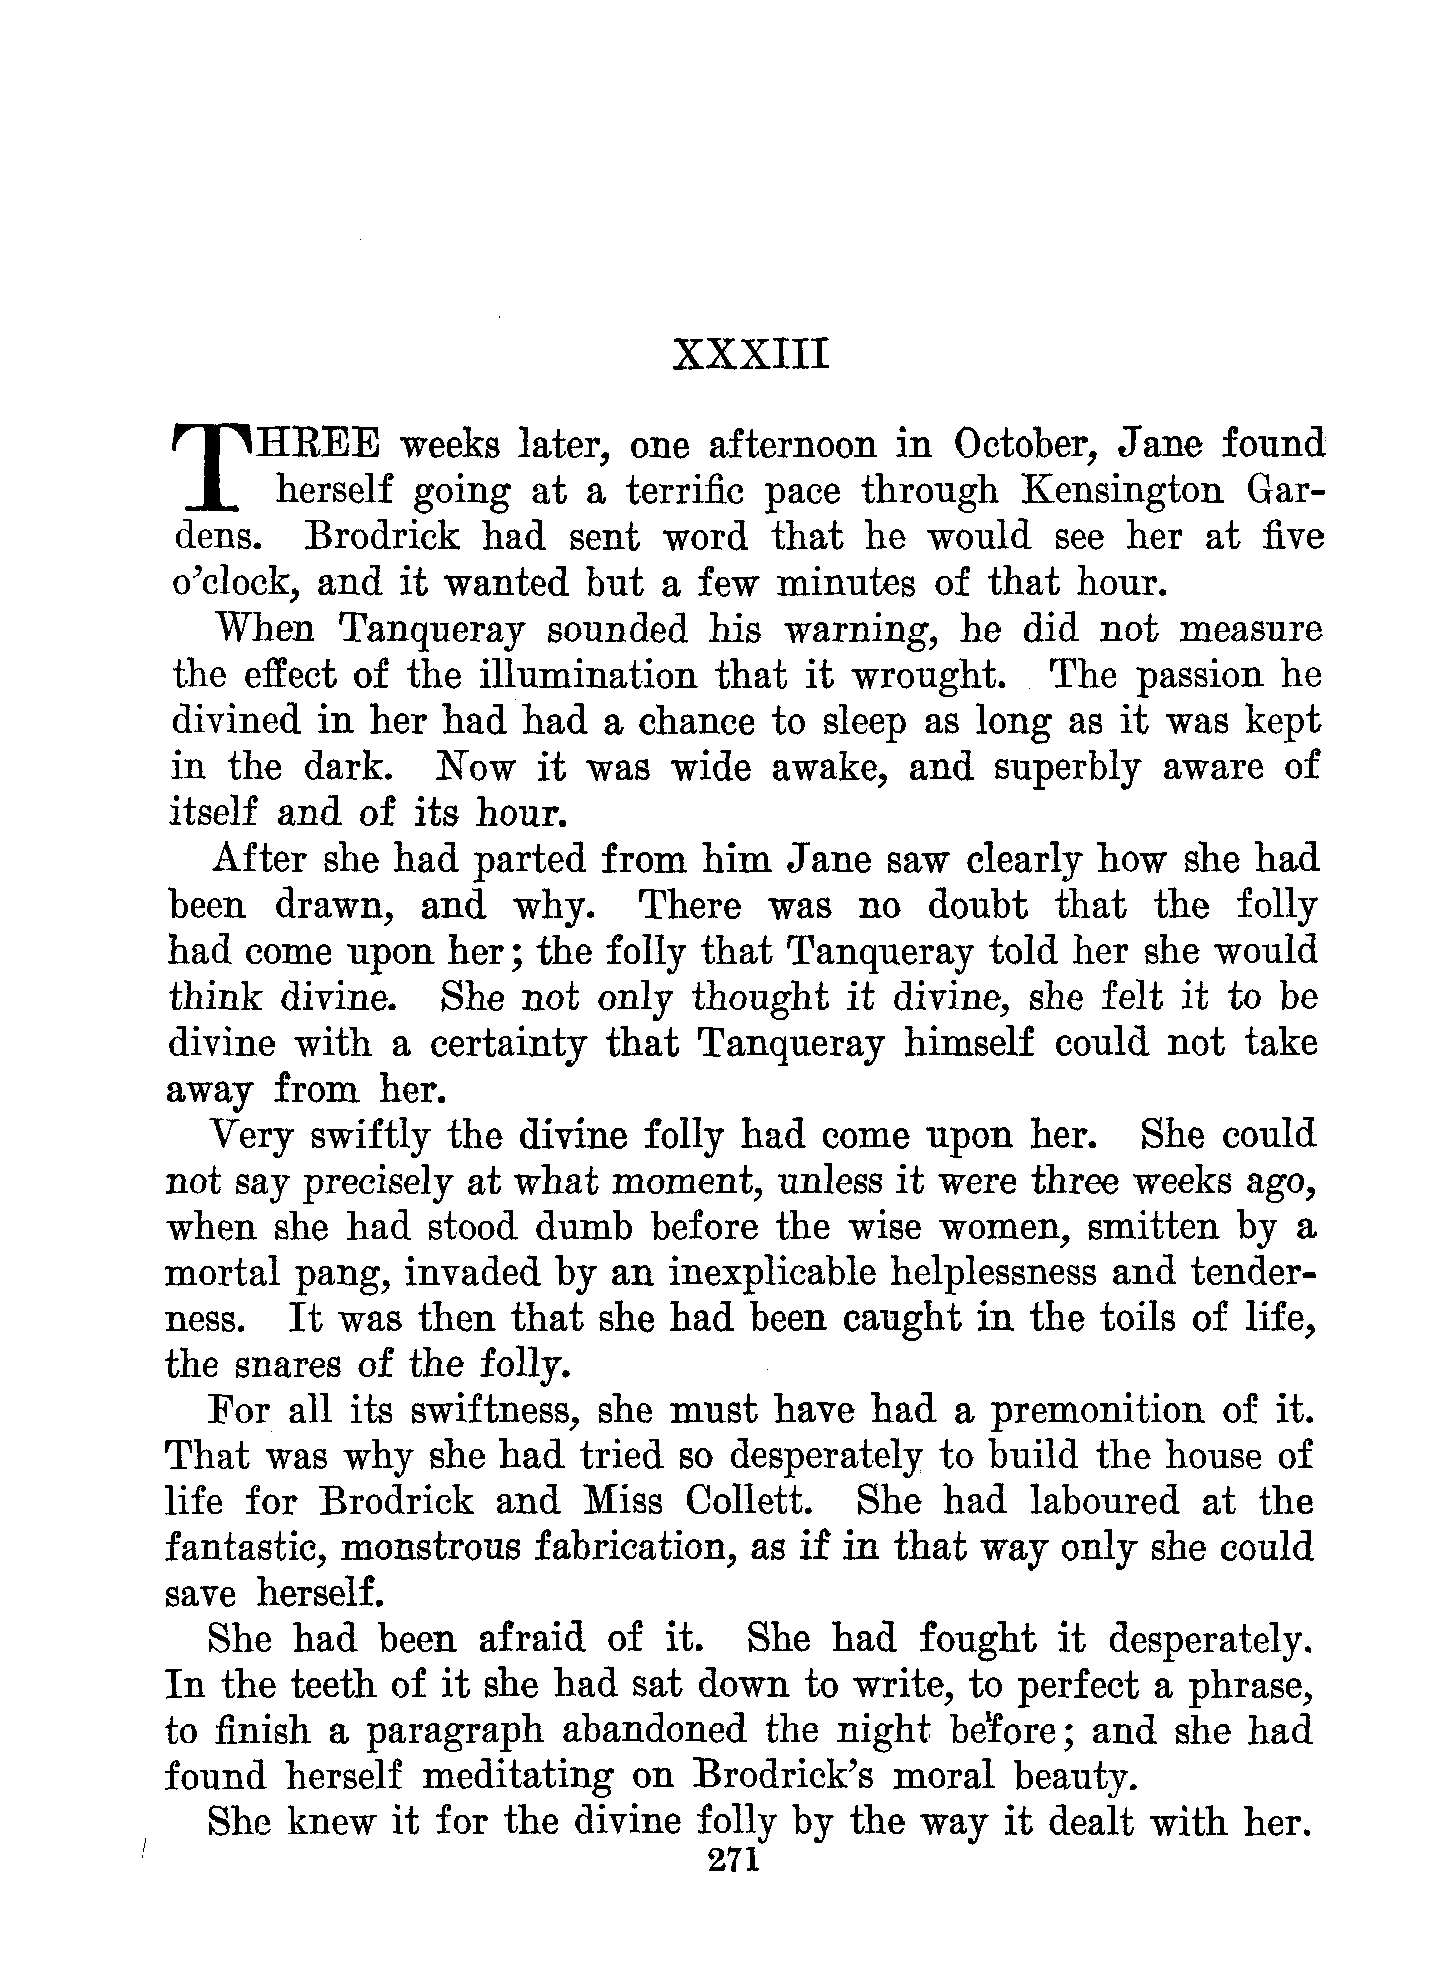 XXXIII
THREE weeks later, one afternoon in October, Jane found
herself going at a terrific pace through Kensington Gar-
dens. Brodrick had sent word that he would see her at five
o'clock, and it wanted but a few minutes of that hour.
When Tanqueray sounded his warning, he did not measure
the effect of the illumination that it wrought. The passion he
divined in her had had a chance to sleep as long as it was kept
in the dark. Now it was wide awake, and superbly aware of
itself and of its hour.
After she had parted from him Jane saw clearly how she had
been drawn, and why. There was no doubt that the folly
had come upon her; the folly that Tanqueray told her she would
think divine. She not only thought it divine, she felt it to be
divine with a certainty that Tanqueray himself could not take
away from her.
Very swiftly the divine folly had come upon her. She could
not say precisely at what moment, unless it were three weeks ago,
when she had stood dumb before the wise women, smitten by a
mortal pang, invaded by an inexplicable helplessness and tender-
ness. It was then that she had been caught in the toils of life,
the snares of the folly.
For all its swiftness, she must have had a premonition of it.
That was why she had tried so desperately to build the house of
life for Brodrick and Miss Collett. She had laboured at the
fantastic, monstrous fabrication, as if in that way only she could
save herself.
She had been afraid of it. She had fought it desperately.
In the teeth of it she had sat down to write, to perfect a phrase,
to finish a paragraph abandoned the night before; and she had
found herself meditating on Brodrick's moral beauty.
She knew it for the divine folly by the way it dealt with her.
271